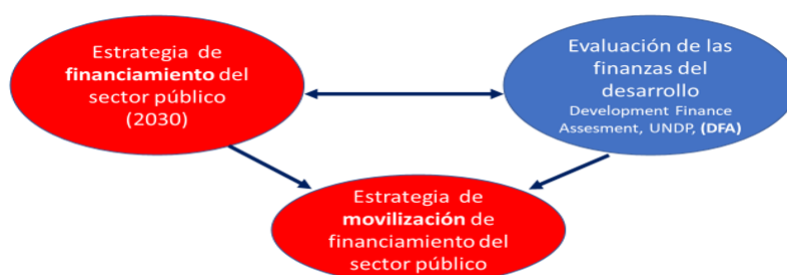 Estrategia de
financiamiento del
sector público
(2030)
Evaluación de las
finanzas del
desarrollo
Development Finance
Assesment, UNDP, (DFA)
Estrategia de
movilización de
financiamiento del
sector público